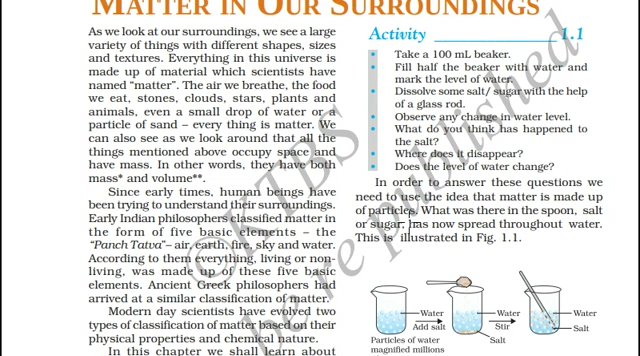 MATTER IN OUR SURROUNDINGS
As we look at our surroundings, we see a large
variety of things with different shapes, sizes
and textures. Everything in this universe is
made up of material which scientists have
named "matter". The air we breathe, the food
we eat, stones, clouds, stars, plants and
animals, even a small drop of water or a
particle of sand – every thing is matter. We
can also see as we look around that all the
things mentioned above occupy space and
have mass. In other words, they have both
mass* and volume**.
Since early times, human beings have
been trying to understand their surroundings.
Early Indian philosophers classified matter in
the form of five basic elements – the
"Panch Tatva"– air, earth, fire, sky and water.
According to them everything, living or non-
living, was made up of these five basic
elements. Ancient Greek philosophers had
arrived at a similar classification of matter.
Modern day scientists have evolved two
types of classification of matter based on their
physical properties and chemical nature.
In this chapter we shall learn about
Activity 1.1
• Take a 100 mL beaker.
• Fill half the beaker with water and
mark the level of water.
• Dissolve some salt/ sugar with the help
of a glass rod.
• Observe any change in water level.
• What do you think has happened to
the salt?
• Where does it disappear?
• Does the level of water change?
In order to answer these questions we
need to use the idea that matter is made up
of particles. What was there in the spoon, salt
or sugar, has now spread throughout water.
This is illustrated in Fig. 1.1.
Water
Add salt
Water
Stir
Salt
Water
Salt
Particles of water
magnified millions
©KTBS
be republished